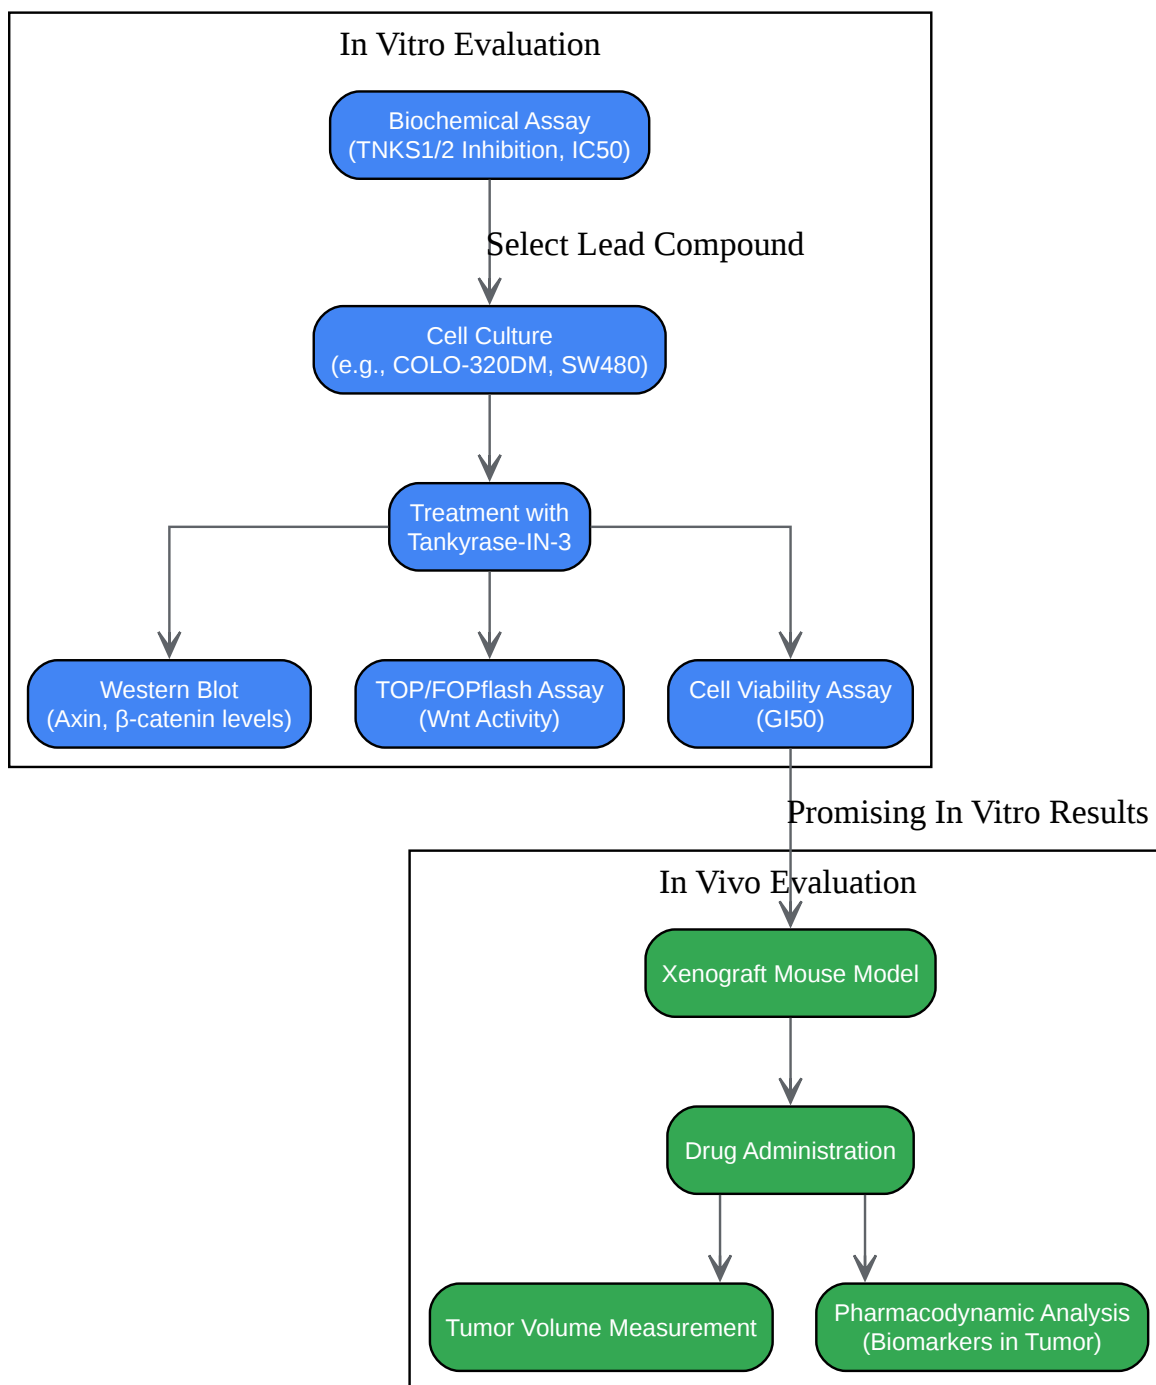 In Vitro Evaluation
Biochemical Assay
(TNKS1/2 Inhibition, IC50)
Select Lead Compound
Cell Culture
(e.g., COLO-320DM, SW480)
Treatment with
Tankyrase-IN-3
Western Blot
(Axin, β-catenin levels)
TOP/FOPflash Assay
(Wnt Activity)
Cell Viability Assay
(GI50)
Promising In Vitro Results
In Vivo Evaluation
Xenograft Mouse Model
Drug Administration
Tumor Volume Measurement
Pharmacodynamic Analysis
(Biomarkers in Tumor)